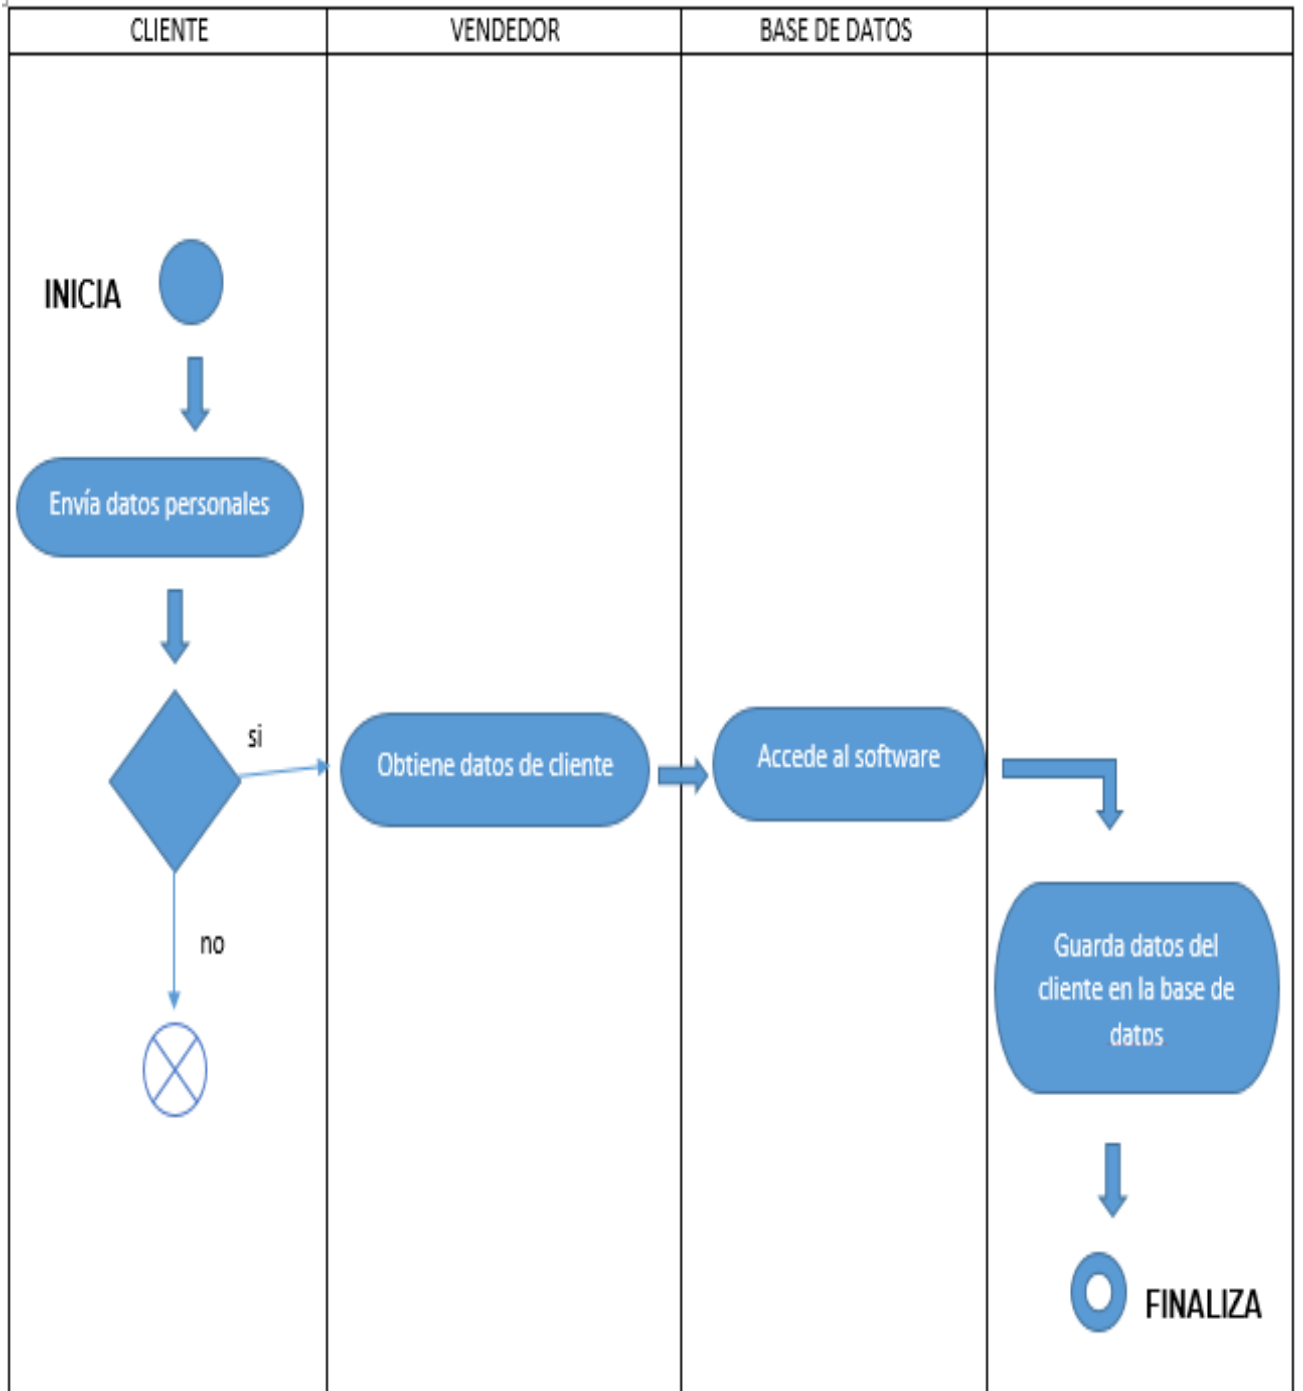 CLIENTE
VENDEDOR
BASE DE DATOS
INICIA
Envía datos personales
si
Obtiene datos de cliente
Accede al software
no
Guarda datos del
cliente en la base de
datos
FINALIZA